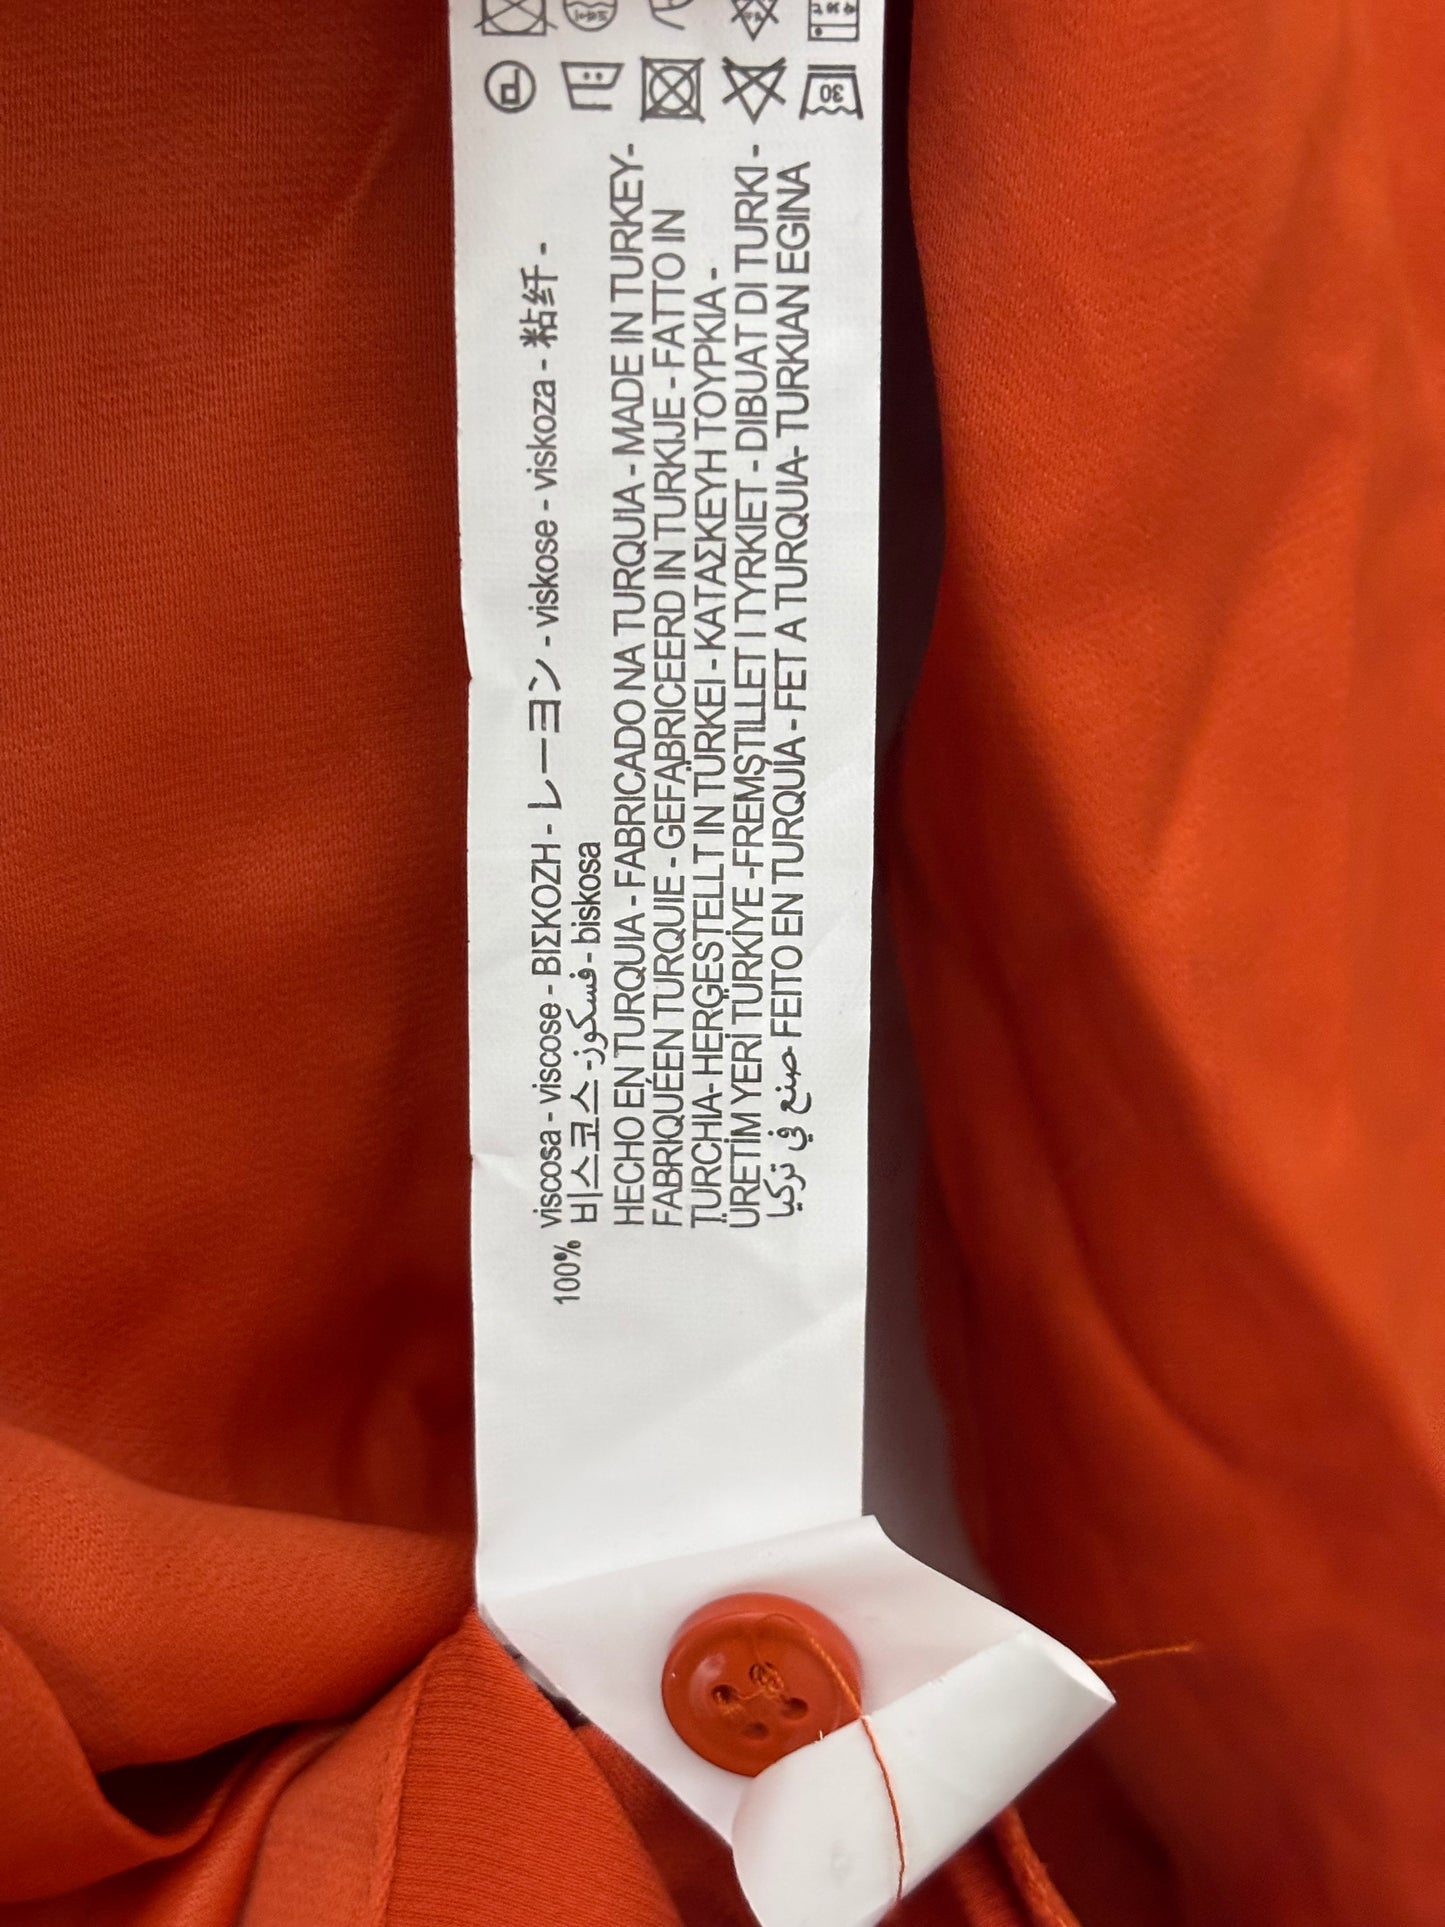 100% viscosa - viscose - ΒΙΣΚΟΖΗ - レーヨン - viskose - viskoza - 粘纤 -
비스코스 -فسكوز - biskosa
HECHO EN TURQUIA - FABRICADO NA TURQUIA - MADE IN TURKEY-
FABRIQUÉEN TURQUIE - GEFABRICEERD IN TURKIJE - FATTO IN
TURCHIA- HERGESTELLT IN TÜRKEI - ΚΑΤΑΣΚΕΥΗ ΤΟΥΡΚΙΑ -
ÜRETİM YERİ TÜRKİYE -FREMSTILLET I TYRKIET - DIBUAT DI TURKI -
صنع في تركيا- FEITO EN TURQUÍA - FET A TURQUIA- TURKIAN EGINA
30